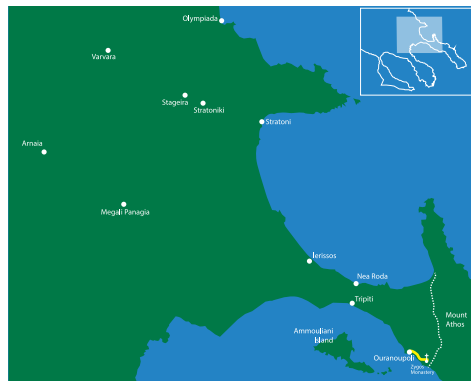 Olympiada
Varvara
Stageira
Stratoniki
Stratoni
Arnaia
Megali Panagia
Ierissos
Nea Roda
Tripiti
Mount
Athos
Ammouliani
Island
Ouranoupoli
Zygos
Monastery